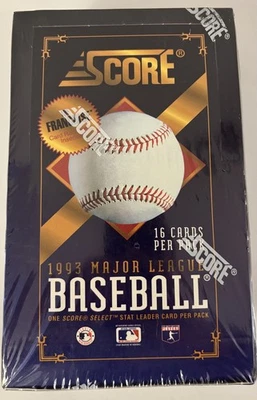 SCORE®
SCORE
FRAN
SCORE
16 CARDS
PER PACK
SCORE
1993 MAJOR LEAGUE
BASEBALL®
ONE SCORE® SELECT™ STAT LEADER CARD PER PACK